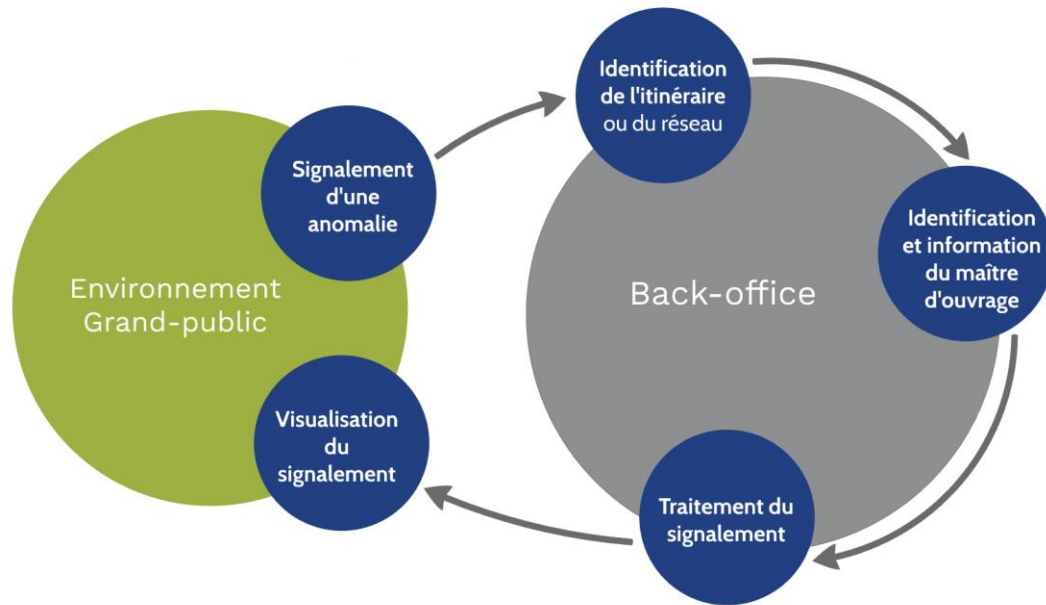 Environnement
Grand-public
Signalement
d'une
anomalie
Identification
de l'itinéraire
ou du réseau
Back-office
Identification
et information
du maître
d'ouvrage
Traitement du
signalement
Visualisation
du
signalement